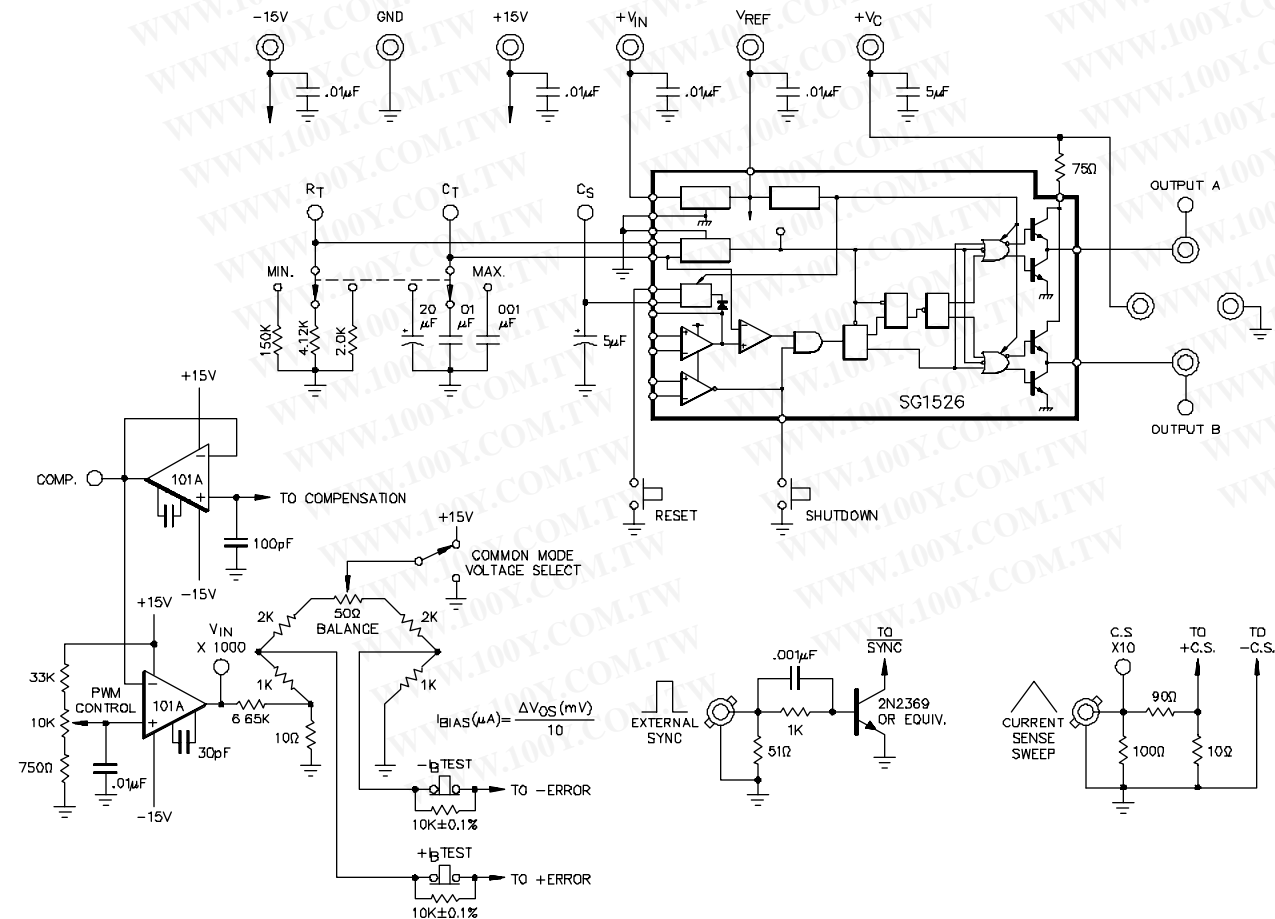 -15V
GND
+15V
+VIN
VREF
+VC
.01µF
.01µF
.01µF
.01µF
5µF
75Ω
OUTPUT A
RT
CT
CS
MIN.
MAX.
20 µF
.01 µF
.001 µF
5µF
150K
4.12K
2.0K
SG1526
OUTPUT B
+15V
101A
COMP.
TO COMPENSATION
100pF
-15V
RESET
SHUTDOWN
+15V
COMMON MODE
VOLTAGE SELECT
50Ω
BALANCE
2K
2K
1K
1K
+15V
VIN
X 1000
33K
PWM
CONTROL
10K
101A
6.65K
750Ω
.01µF
30pF
10Ω
-15V
IBIAS(µA)= ΔVOS(mV)
10
-IB TEST
TO -ERROR
10K±0.1%
+IB TEST
TO +ERROR
10K±0.1%
EXTERNAL
SYNC
.001µF
1K
51Ω
TO
SYNC
2N2369
OR EQUIV.
CURRENT
SENSE
SWEEP
C.S
X10
TO
+C.S.
TO
-C.S.
90Ω
100Ω
10Ω
WWW.100Y.COM.TW